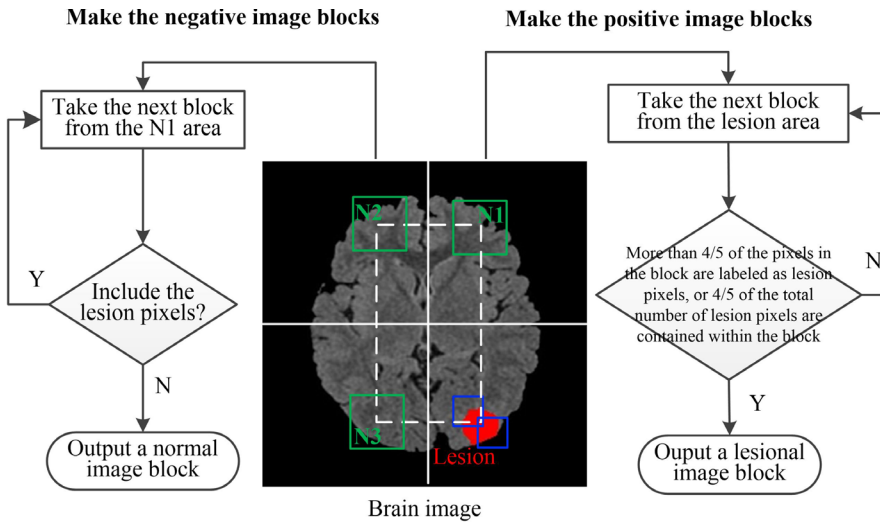 Make the negative image blocks
Take the next block
from the N1 area
Y
Include the
lesion pixels?
N
Output a normal
image block
N2
N1
N3
Lesion
Brain image
Make the positive image blocks
Take the next block
from the lesion area
More than 4/5 of the pixels in
the block are labeled as lesion
pixels, or 4/5 of the total
number of lesion pixels are
contained within the block
N
Y
Ouput a lesional
image block